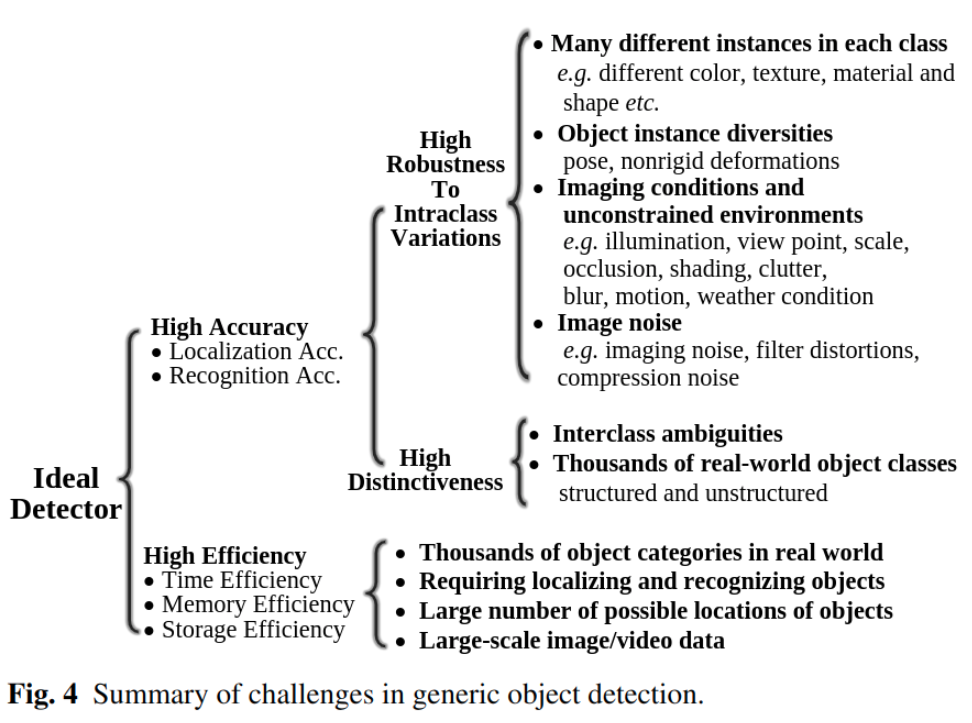 Ideal
Detector
High Accuracy
• Localization Acc.
• Recognition Acc.
High
Robustness
To
Intraclass
Variations
• Many different instances in each class
e.g. different color, texture, material and
shape etc.
• Object instance diversities
pose, nonrigid deformations
• Imaging conditions and
unconstrained environments
e.g. illumination, view point, scale,
occlusion, shading, clutter,
blur, motion, weather condition
• Image noise
e.g. imaging noise, filter distortions,
compression noise
High
Distinctiveness
• Interclass ambiguities
• Thousands of real-world object classes
structured and unstructured
High Efficiency
• Time Efficiency
• Memory Efficiency
• Storage Efficiency
• Thousands of object categories in real world
• Requiring localizing and recognizing objects
• Large number of possible locations of objects
• Large-scale image/video data
Fig. 4 Summary of challenges in generic object detection.